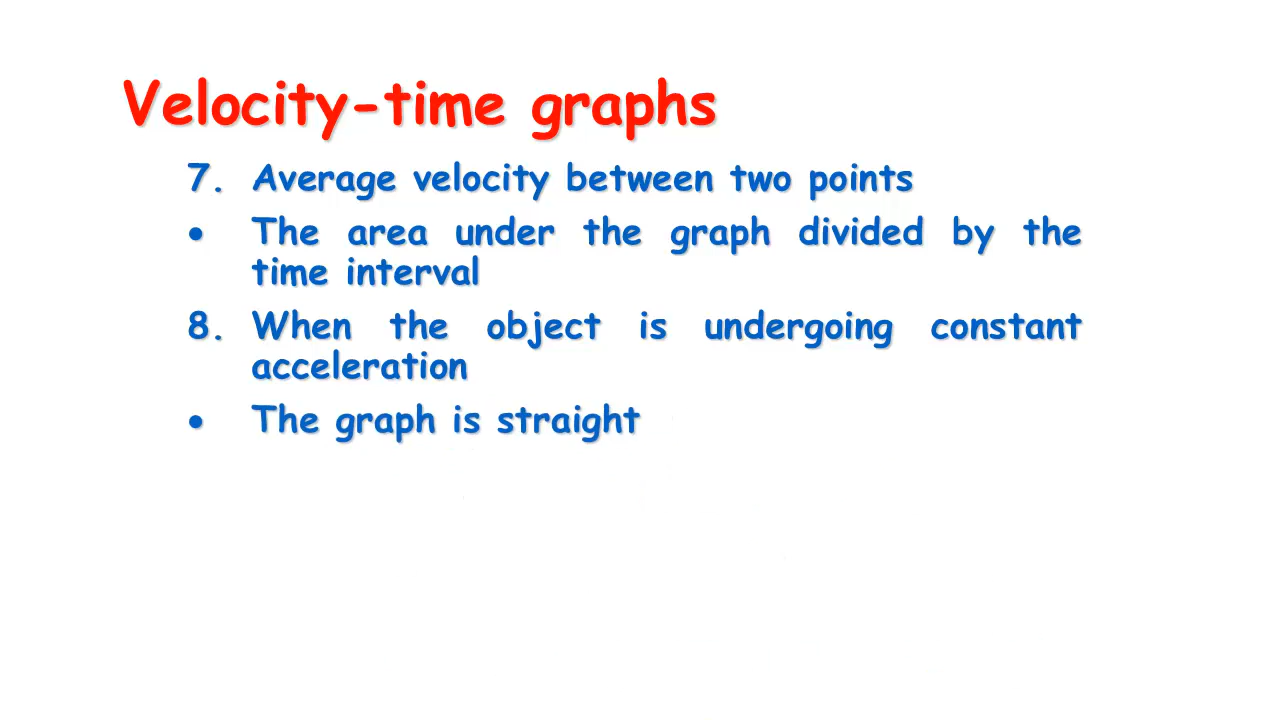 Velocity-time graphs
7. Average velocity between two points
• The area under the graph divided by the
time interval
8. When the object is undergoing constant
acceleration
• The graph is straight